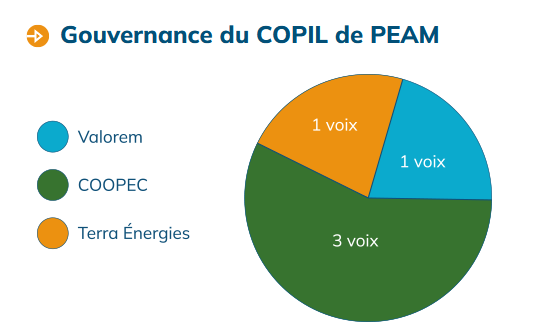 Gouvernance du COPIL de PEAM
Valorem
COOPEC
Terra Énergies
1 voix
1 voix
3 voix